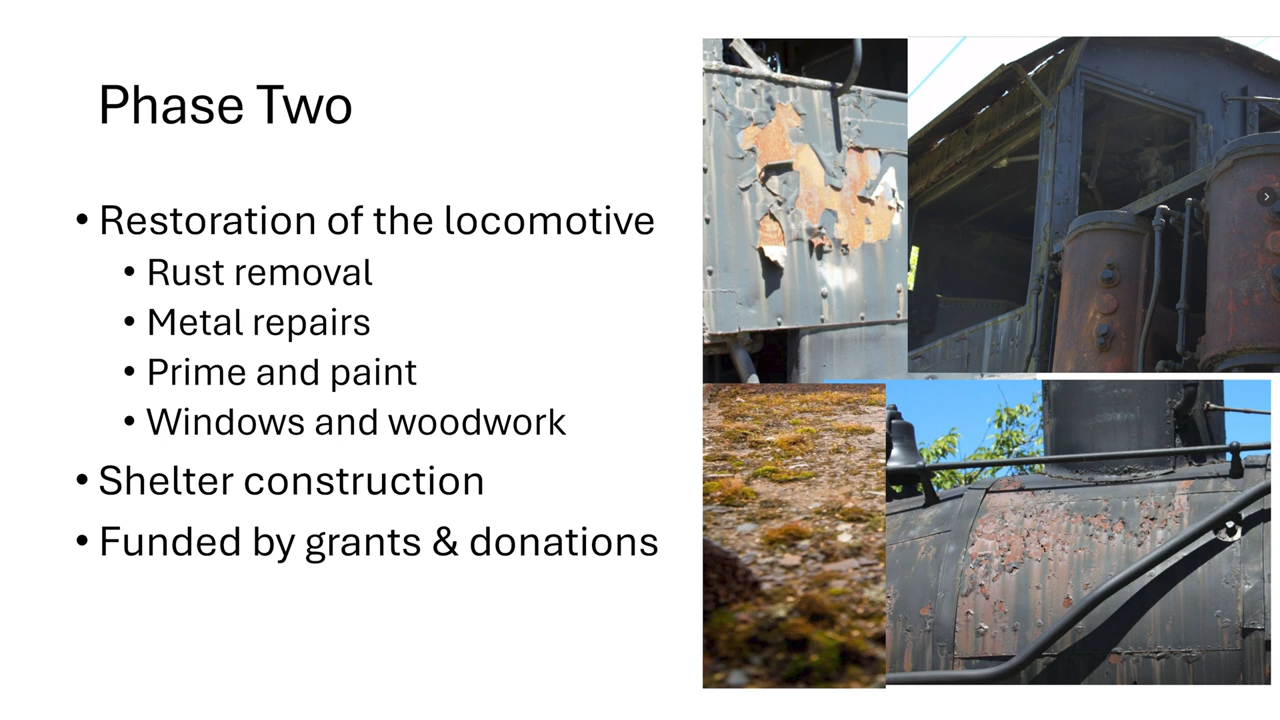 Phase Two
• Restoration of the locomotive
• Rust removal
• Metal repairs
• Prime and paint
• Windows and woodwork
• Shelter construction
• Funded by grants & donations